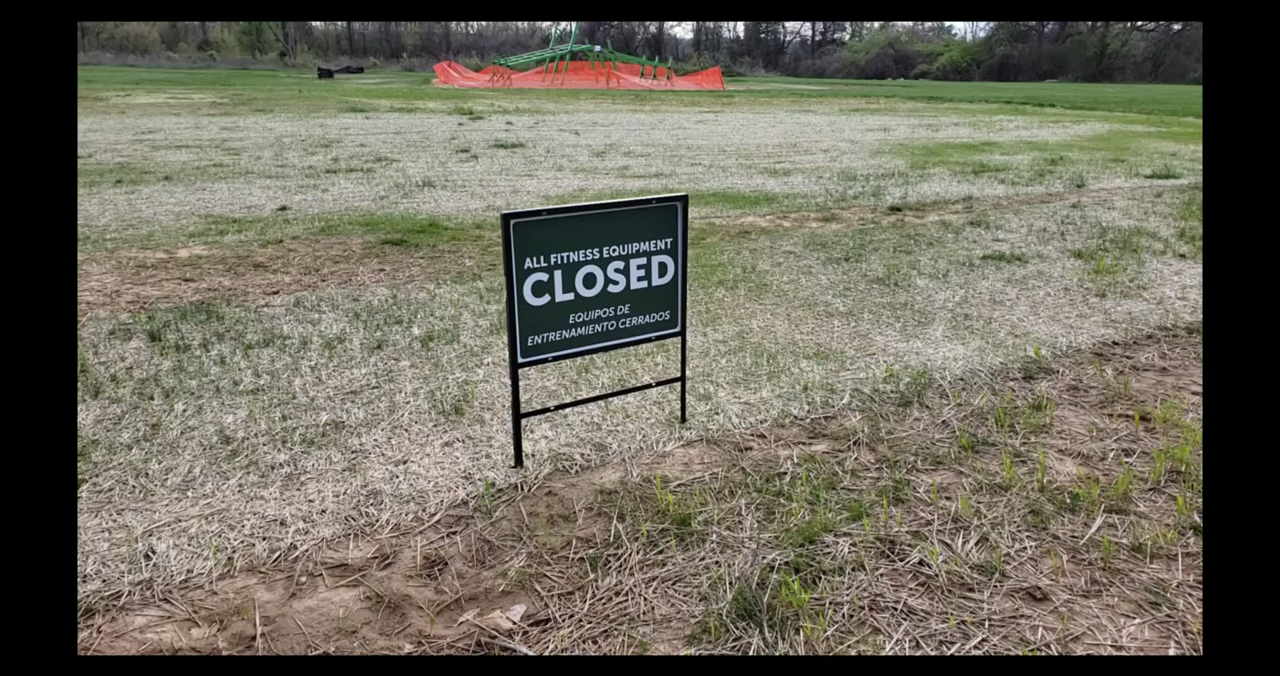 ALL FITNESS EQUIPMENT
CLOSED
EQUIPOS DE
ENTRENAMIENTO CERRADOS